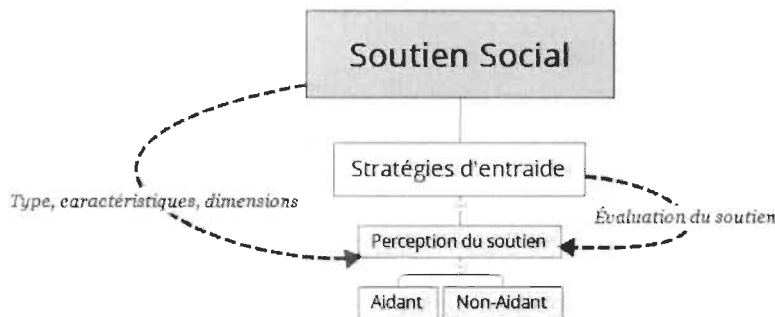 Soutien Social
Stratégies d'entraide
Type, caractéristiques, dimensions
Évaluation du soutien
Perception du soutien
Aidant
Non-Aidant